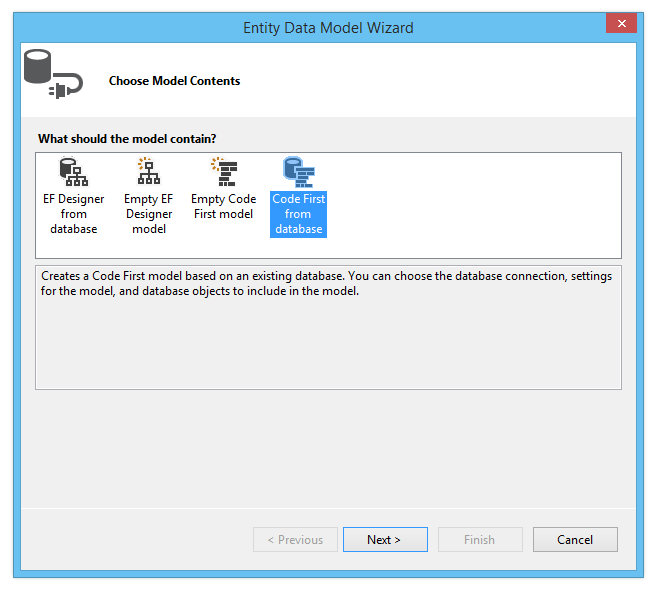 Entity Data Model Wizard
Choose Model Contents
What should the model contain?
EF Designer
from
database
Empty EF
Designer
model
Empty Code
First model
Code First
from
database
Creates a Code First model based on an existing database. You can choose the database connection, settings
for the model, and database objects to include in the model.
< Previous
Next >
Finish
Cancel